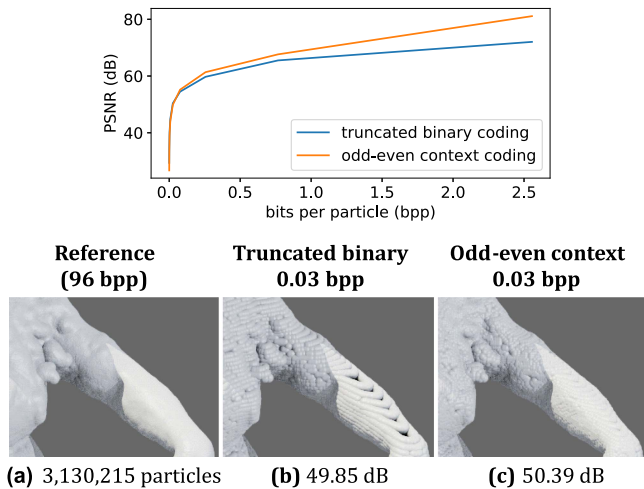 80
60
40
PSNR (dB)
truncated binary coding
odd-even context coding
0.0 0.5 1.0 1.5 2.0 2.5
bits per particle (bpp)
Reference
(96 bpp)
Truncated binary
0.03 bpp
Odd-even context
0.03 bpp
(a) 3,130,215 particles
(b) 49.85 dB
(c) 50.39 dB